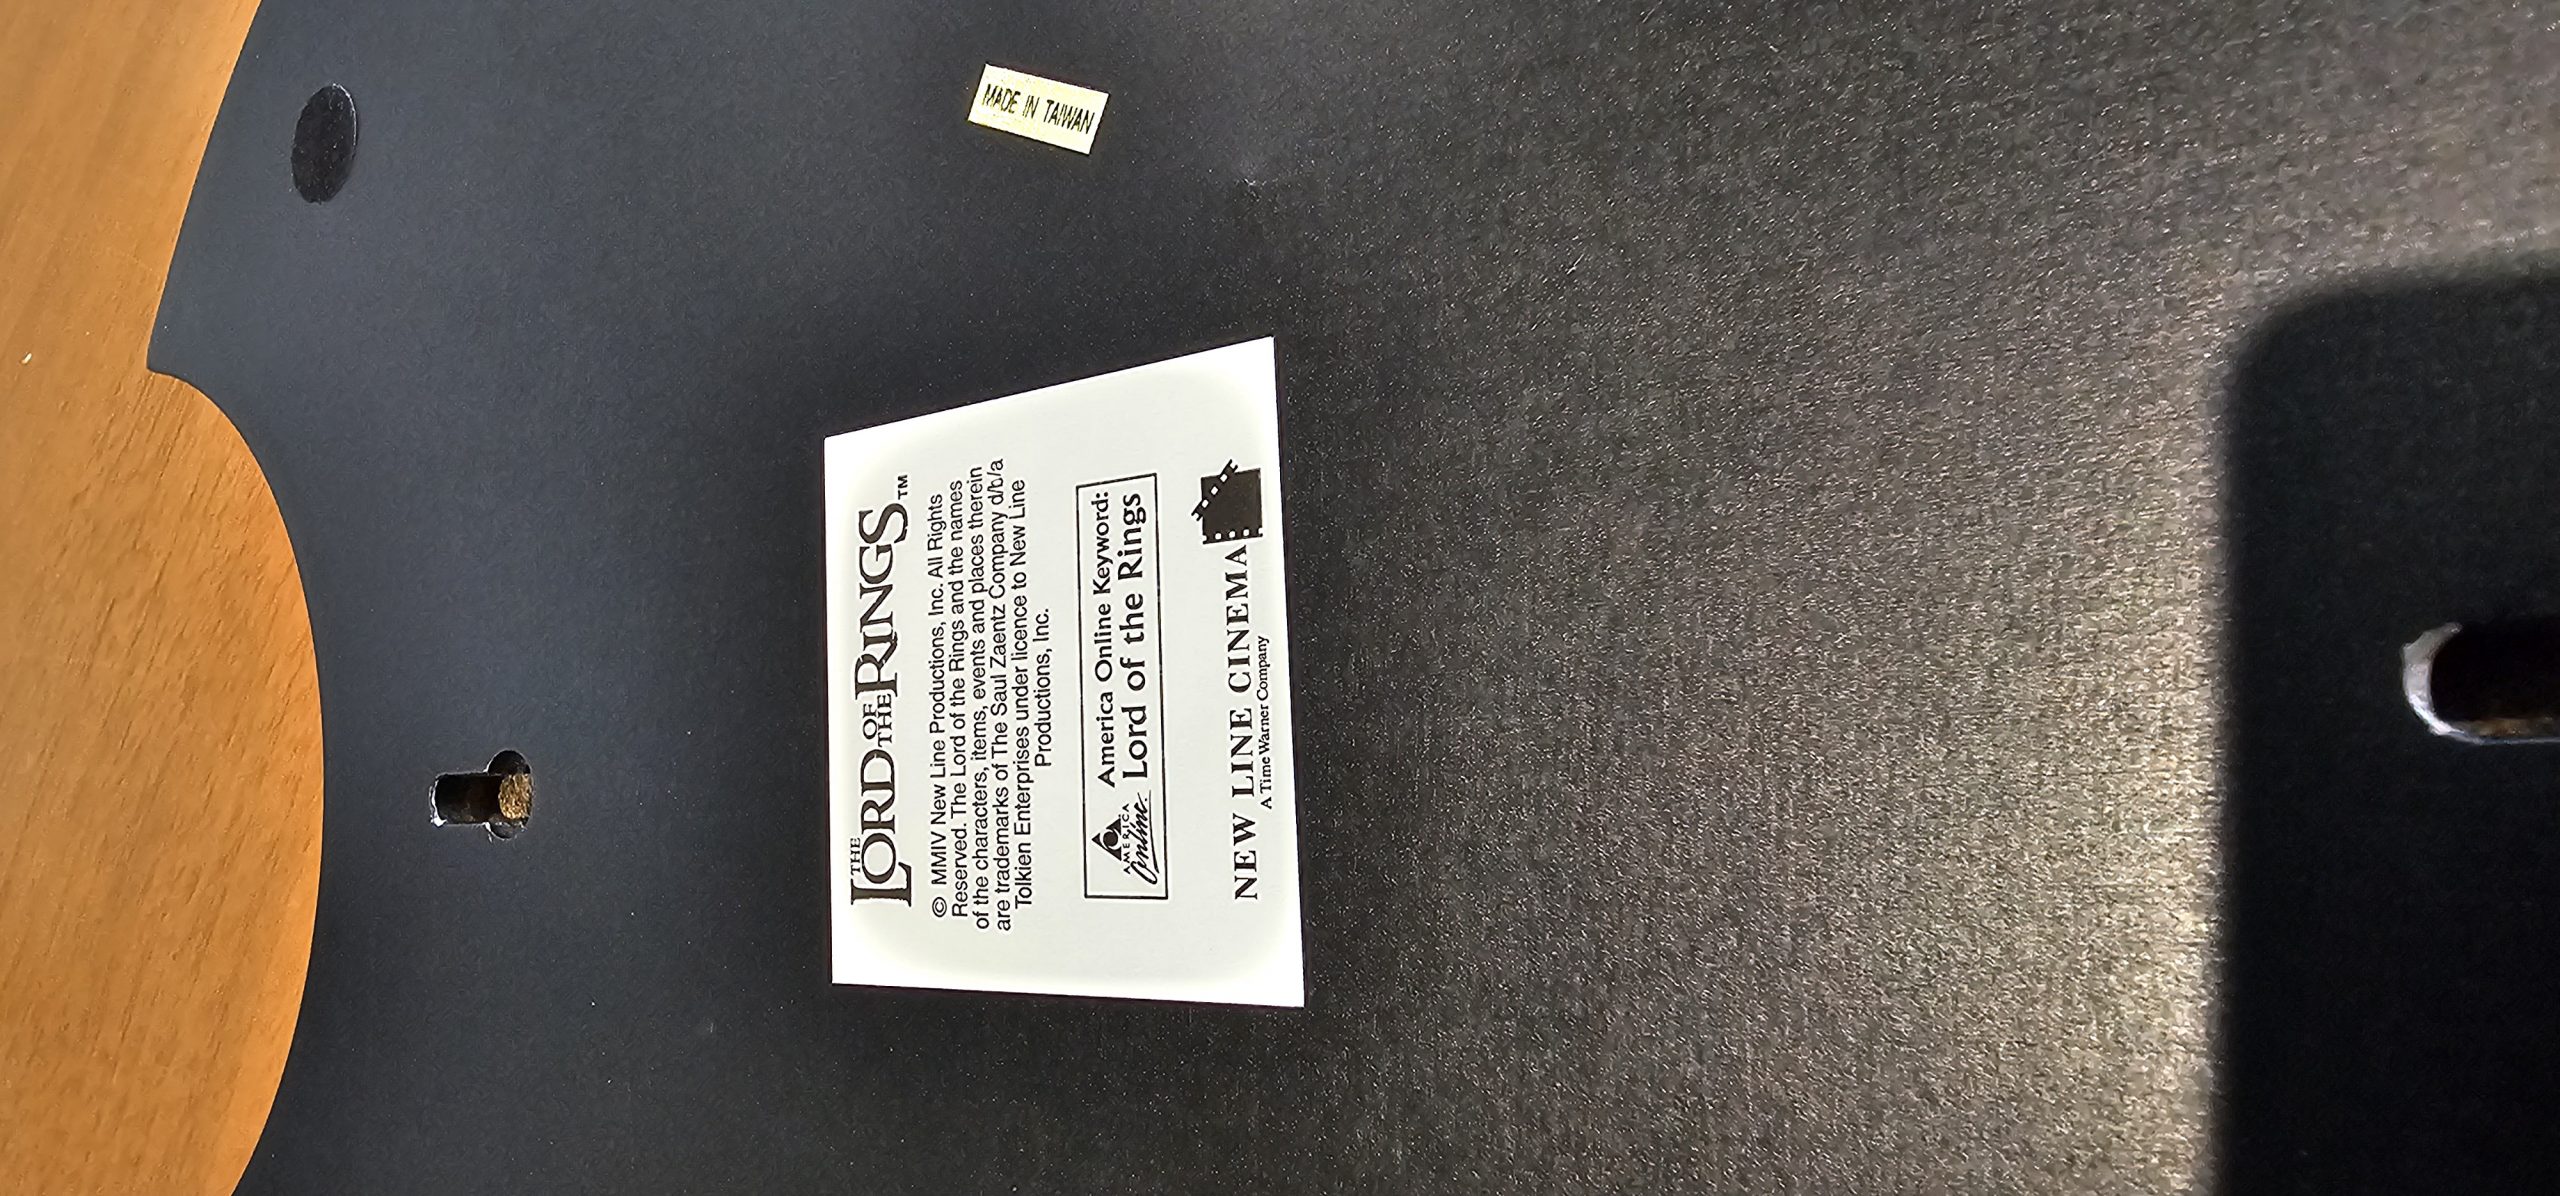 MADE IN TAIWAN
THE
LORD OF THE RINGS™
© MMIV New Line Productions, Inc. All Rights
Reserved. The Lord of the Rings and the names
of the characters, items, events and places therein
are trademarks of The Saul Zaentz Company d/b/a
Tolkien Enterprises under licence to New Line
Productions, Inc.
AMERICA
Online
America Online Keyword:
Lord of the Rings
NEW LINE CINEMA
A Time Warner Company